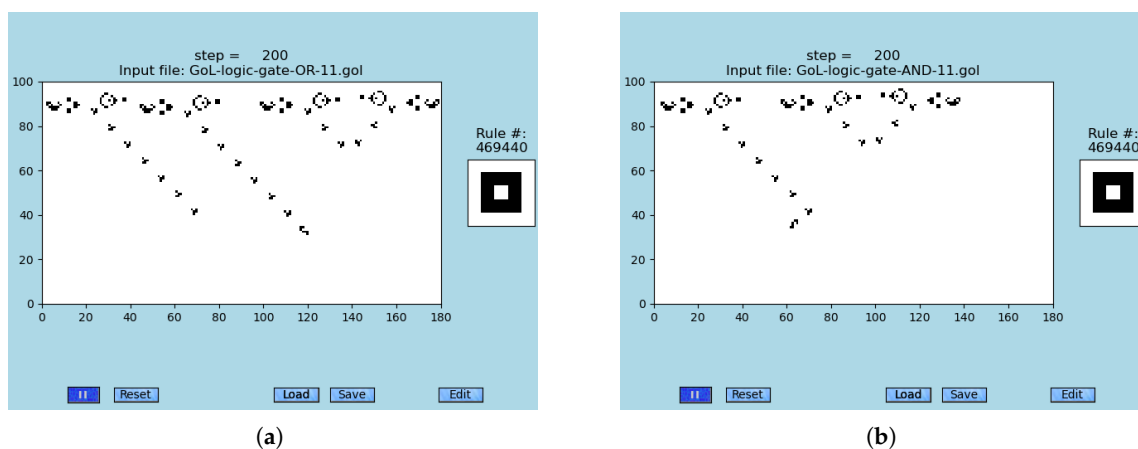 step = 200
Input file: GoL-logic-gate-OR-11.gol
100
80
60
40
20
0
0 20 40 60 80 100 120 140 160 180
Rule #:
469440
Reset
Load
Save
Edit
(a)
step = 200
Input file: GoL-logic-gate-AND-11.gol
100
80
60
40
20
0
0 20 40 60 80 100 120 140 160 180
Rule #:
469440
Reset
Load
Save
Edit
(b)